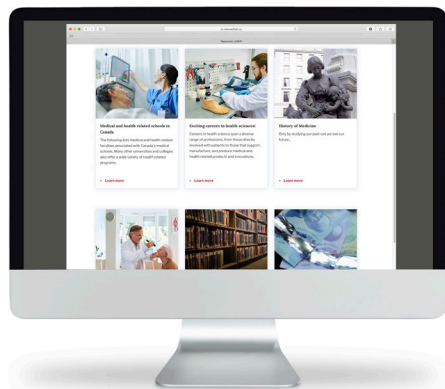 Medical and health related schools in
Canada
The following lists medical and health related
faculties associated with Canada's medical
schools. Many other universities and colleges
also offer a wide variety of health related
programs.
Learn more
Exciting careers in health sciences!
Careers in health science span a diverse
range of professions, from those directly
involved with patients to those that support,
manufacture, and produce medical and
health related products and innovations.
Learn more
History of Medicine
Only by studying our past can we see our
future...
Learn more